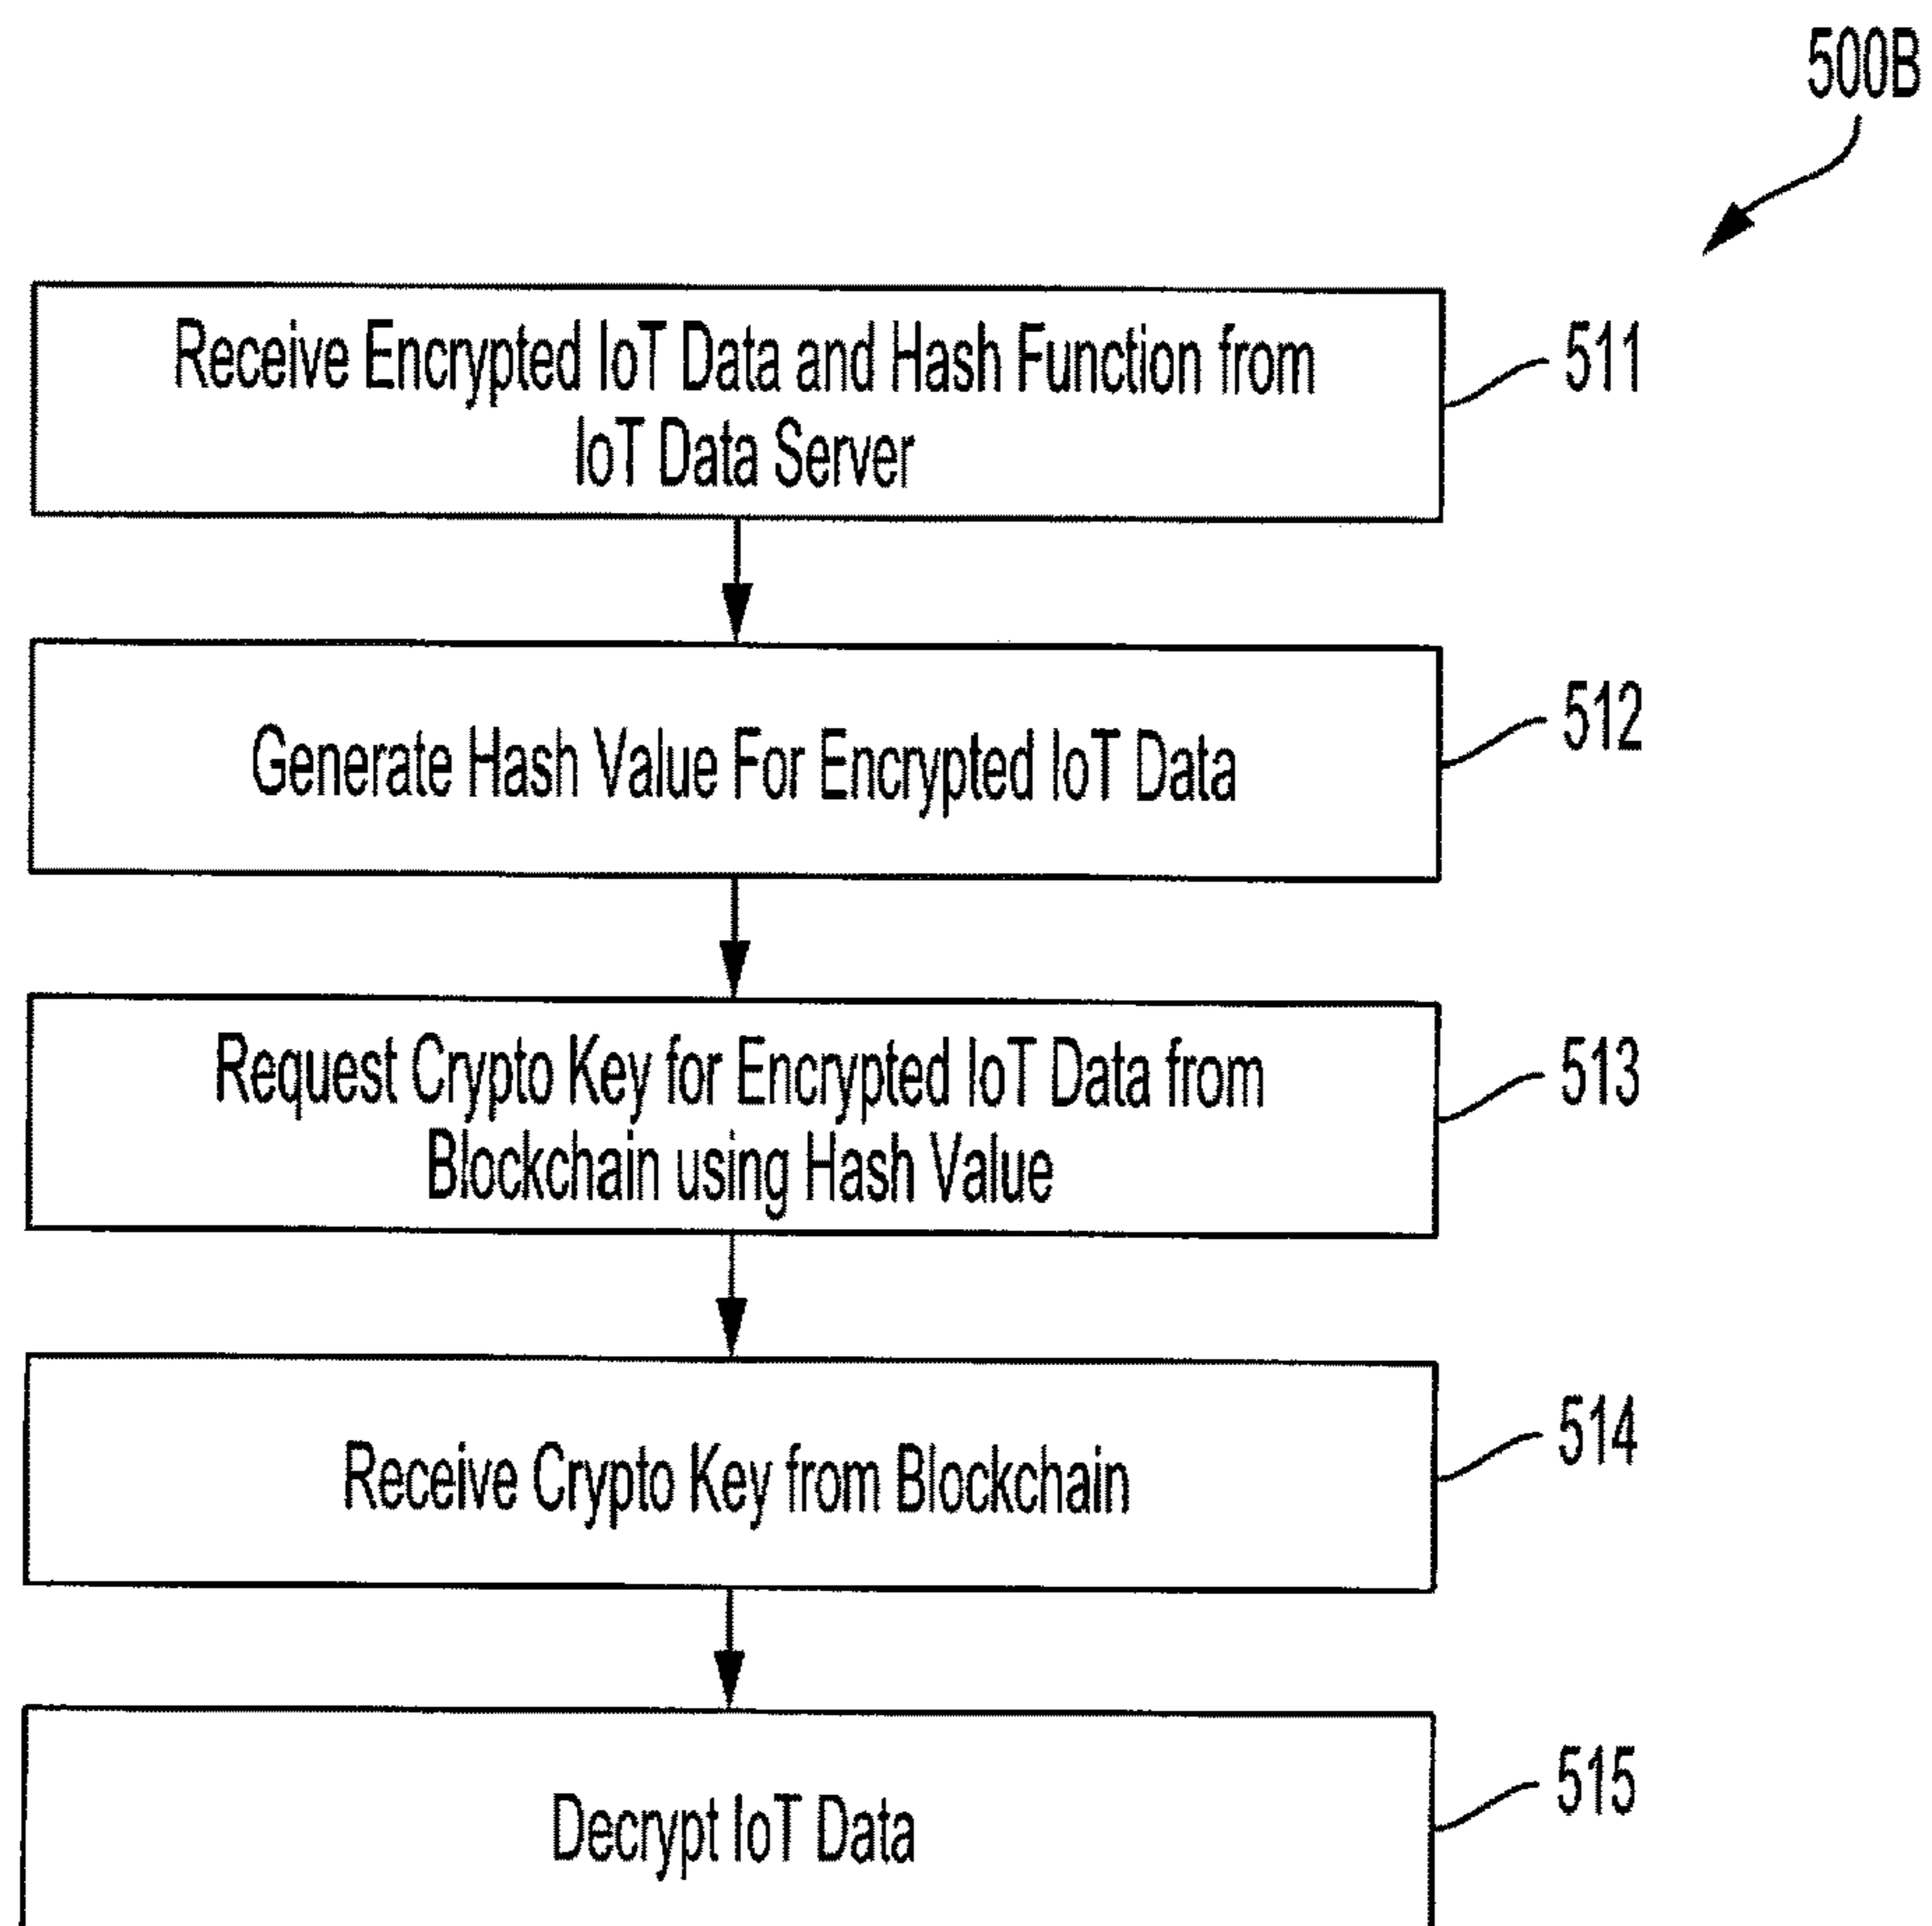 500B
Receive Encrypted IoT Data and Hash Function from
IoT Data Server
511
Generate Hash Value For Encrypted IoT Data
512
Request Crypto Key for Encrypted IoT Data from
Blockchain using Hash Value
513
Receive Crypto Key from Blockchain
514
Decrypt IoT Data
515